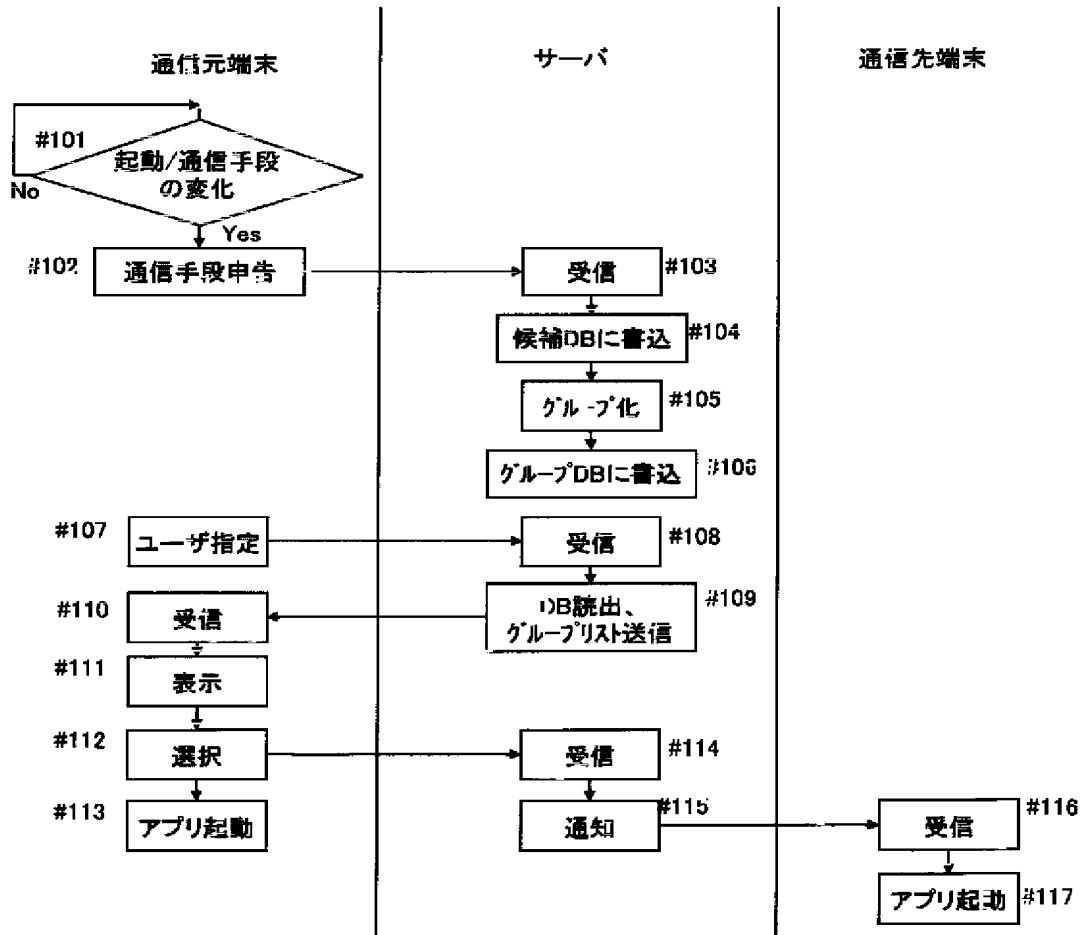 通信元端末
サーバ
通信先端末
#101
起動/通信手段
の変化
No
Yes
#102
通信手段申告
受信
#103
候補DBに書込
#104
グループ化
#105
グループDBに書込
#106
#107
ユーザ指定
受信
#108
DB読出、
グループリスト送信
#109
#110
受信
#111
表示
#112
選択
受信
#114
#113
アプリ起動
通知
#115
受信
#116
アプリ起動
#117